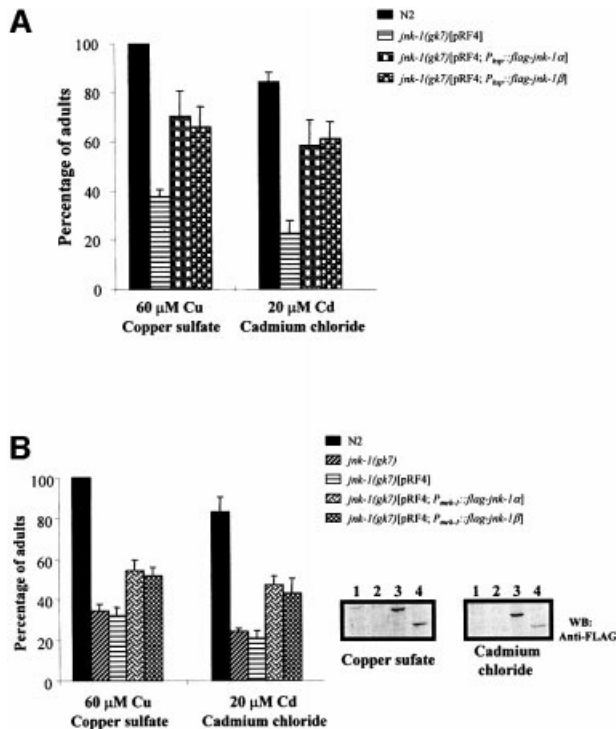 A
N2
jnk-1(gk7)[pRF4]
jnk-1(gk7)[pRF4; P hsp::flag-jnk-1α]
jnk-1(gk7)[pRF4; P hsp::flag-jnk-1β]
Percentage of adults
100
80
60
40
20
0
60 μM Cu
Copper sulfate
20 μM Cd
Cadmium chloride
B
N2
jnk-1(gk7)
jnk-1(gk7)[pRF4]
jnk-1(gk7)[pRF4; P mek-1::flag-jnk-1α]
jnk-1(gk7)[pRF4; P mek-1::flag-jnk-1β]
Percentage of adults
100
80
60
40
20
0
60 μM Cu
Copper sulfate
20 μM Cd
Cadmium chloride
1 2 3 4
Copper sufate
1 2 3 4
Cadmium
chloride
WB:
Anti-FLAG